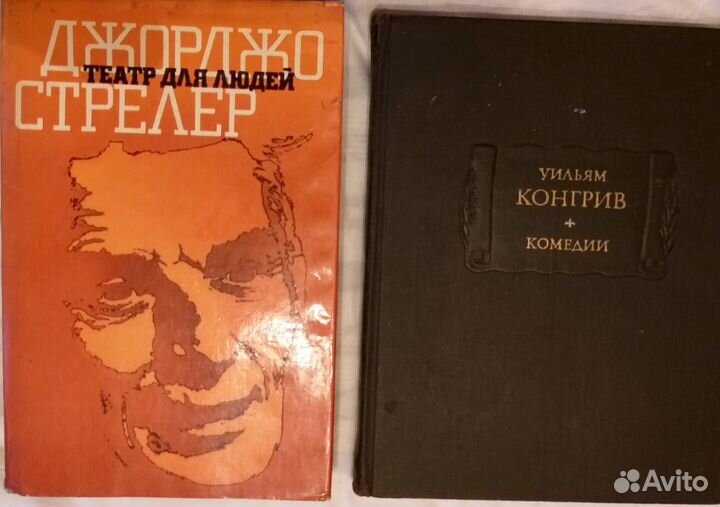 ДЖОРДЖО
ТЕАТР ДЛЯ ЛЮДЕЙ
СТРЕЛЕР
УИЛЬЯМ
КОНГРИВ
+
КОМЕДИИ
Avito